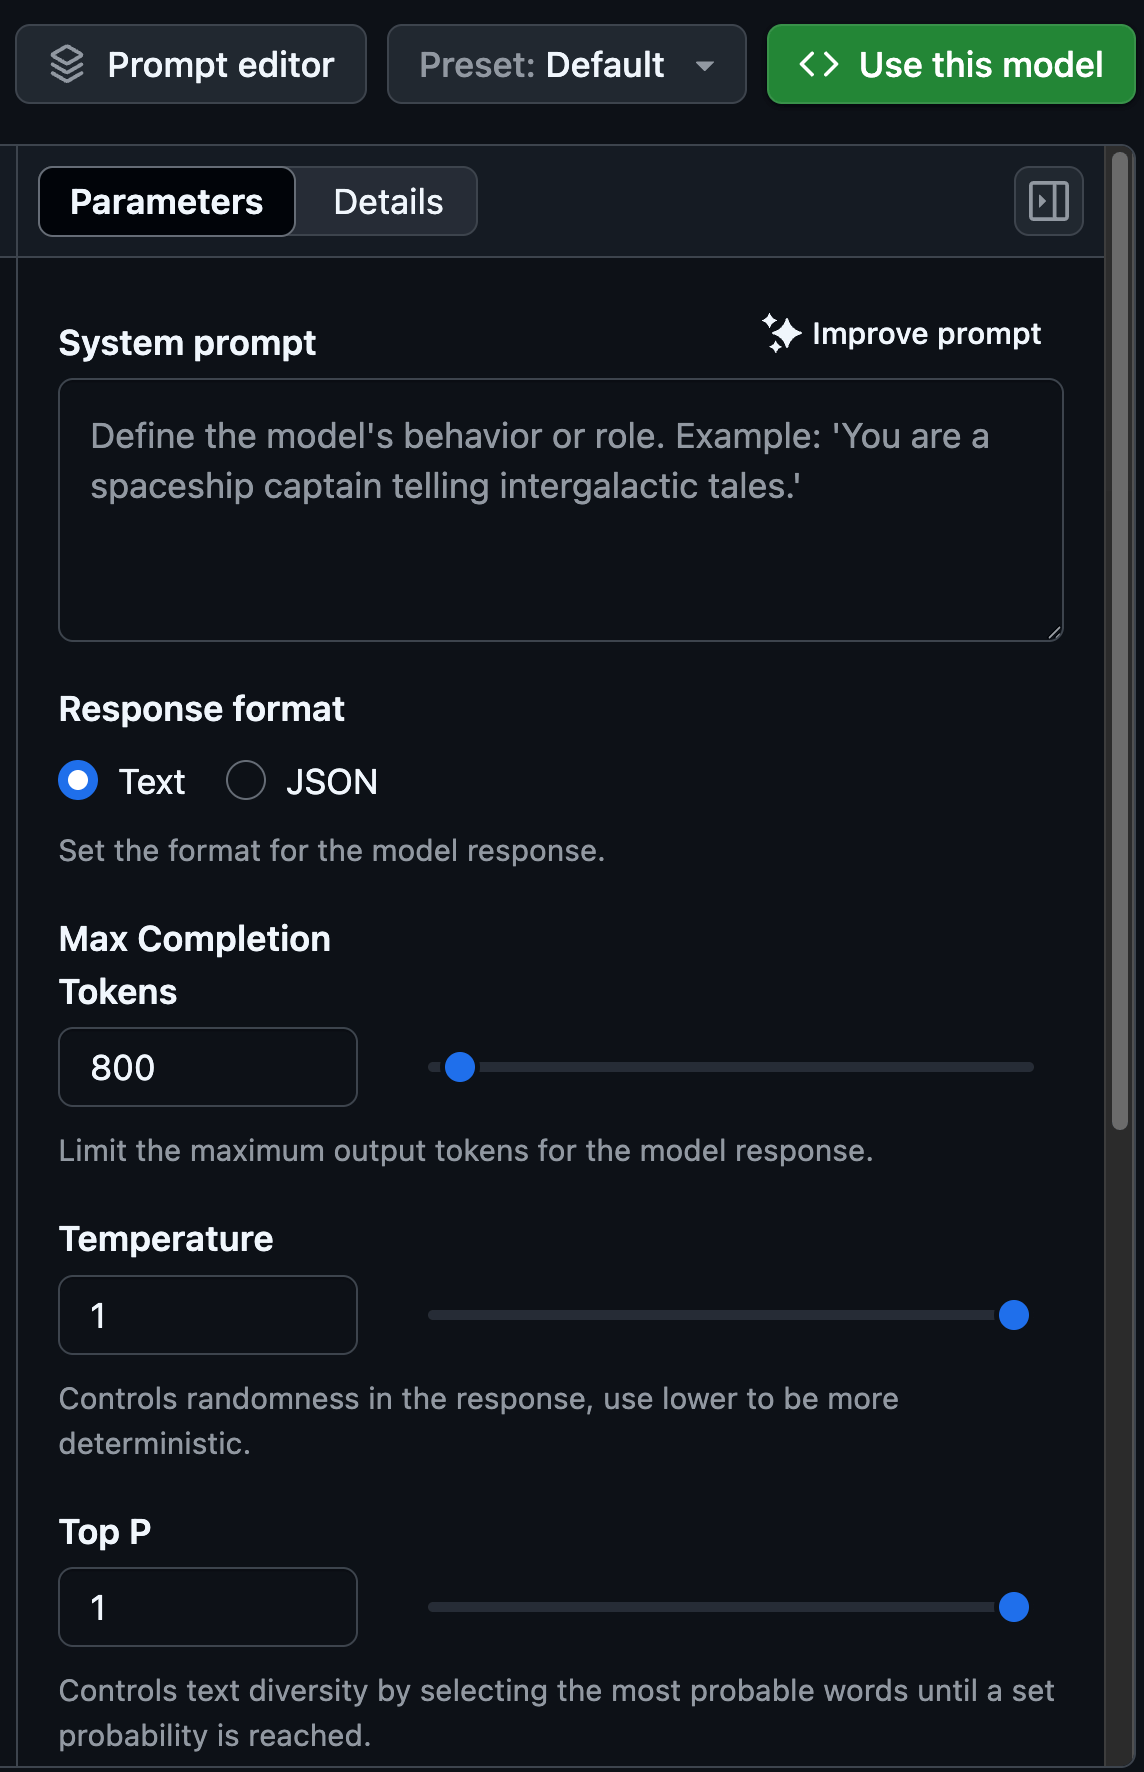 Prompt editor
Preset: Default
Use this model
Parameters
Details
System prompt
Improve prompt
Define the model's behavior or role. Example: 'You are a
spaceship captain telling intergalactic tales.'
Response format
Text
JSON
Set the format for the model response.
Max Completion
Tokens
800
Limit the maximum output tokens for the model response.
Temperature
1
Controls randomness in the response, use lower to be more
deterministic.
Top P
1
Controls text diversity by selecting the most probable words until a set
probability is reached.